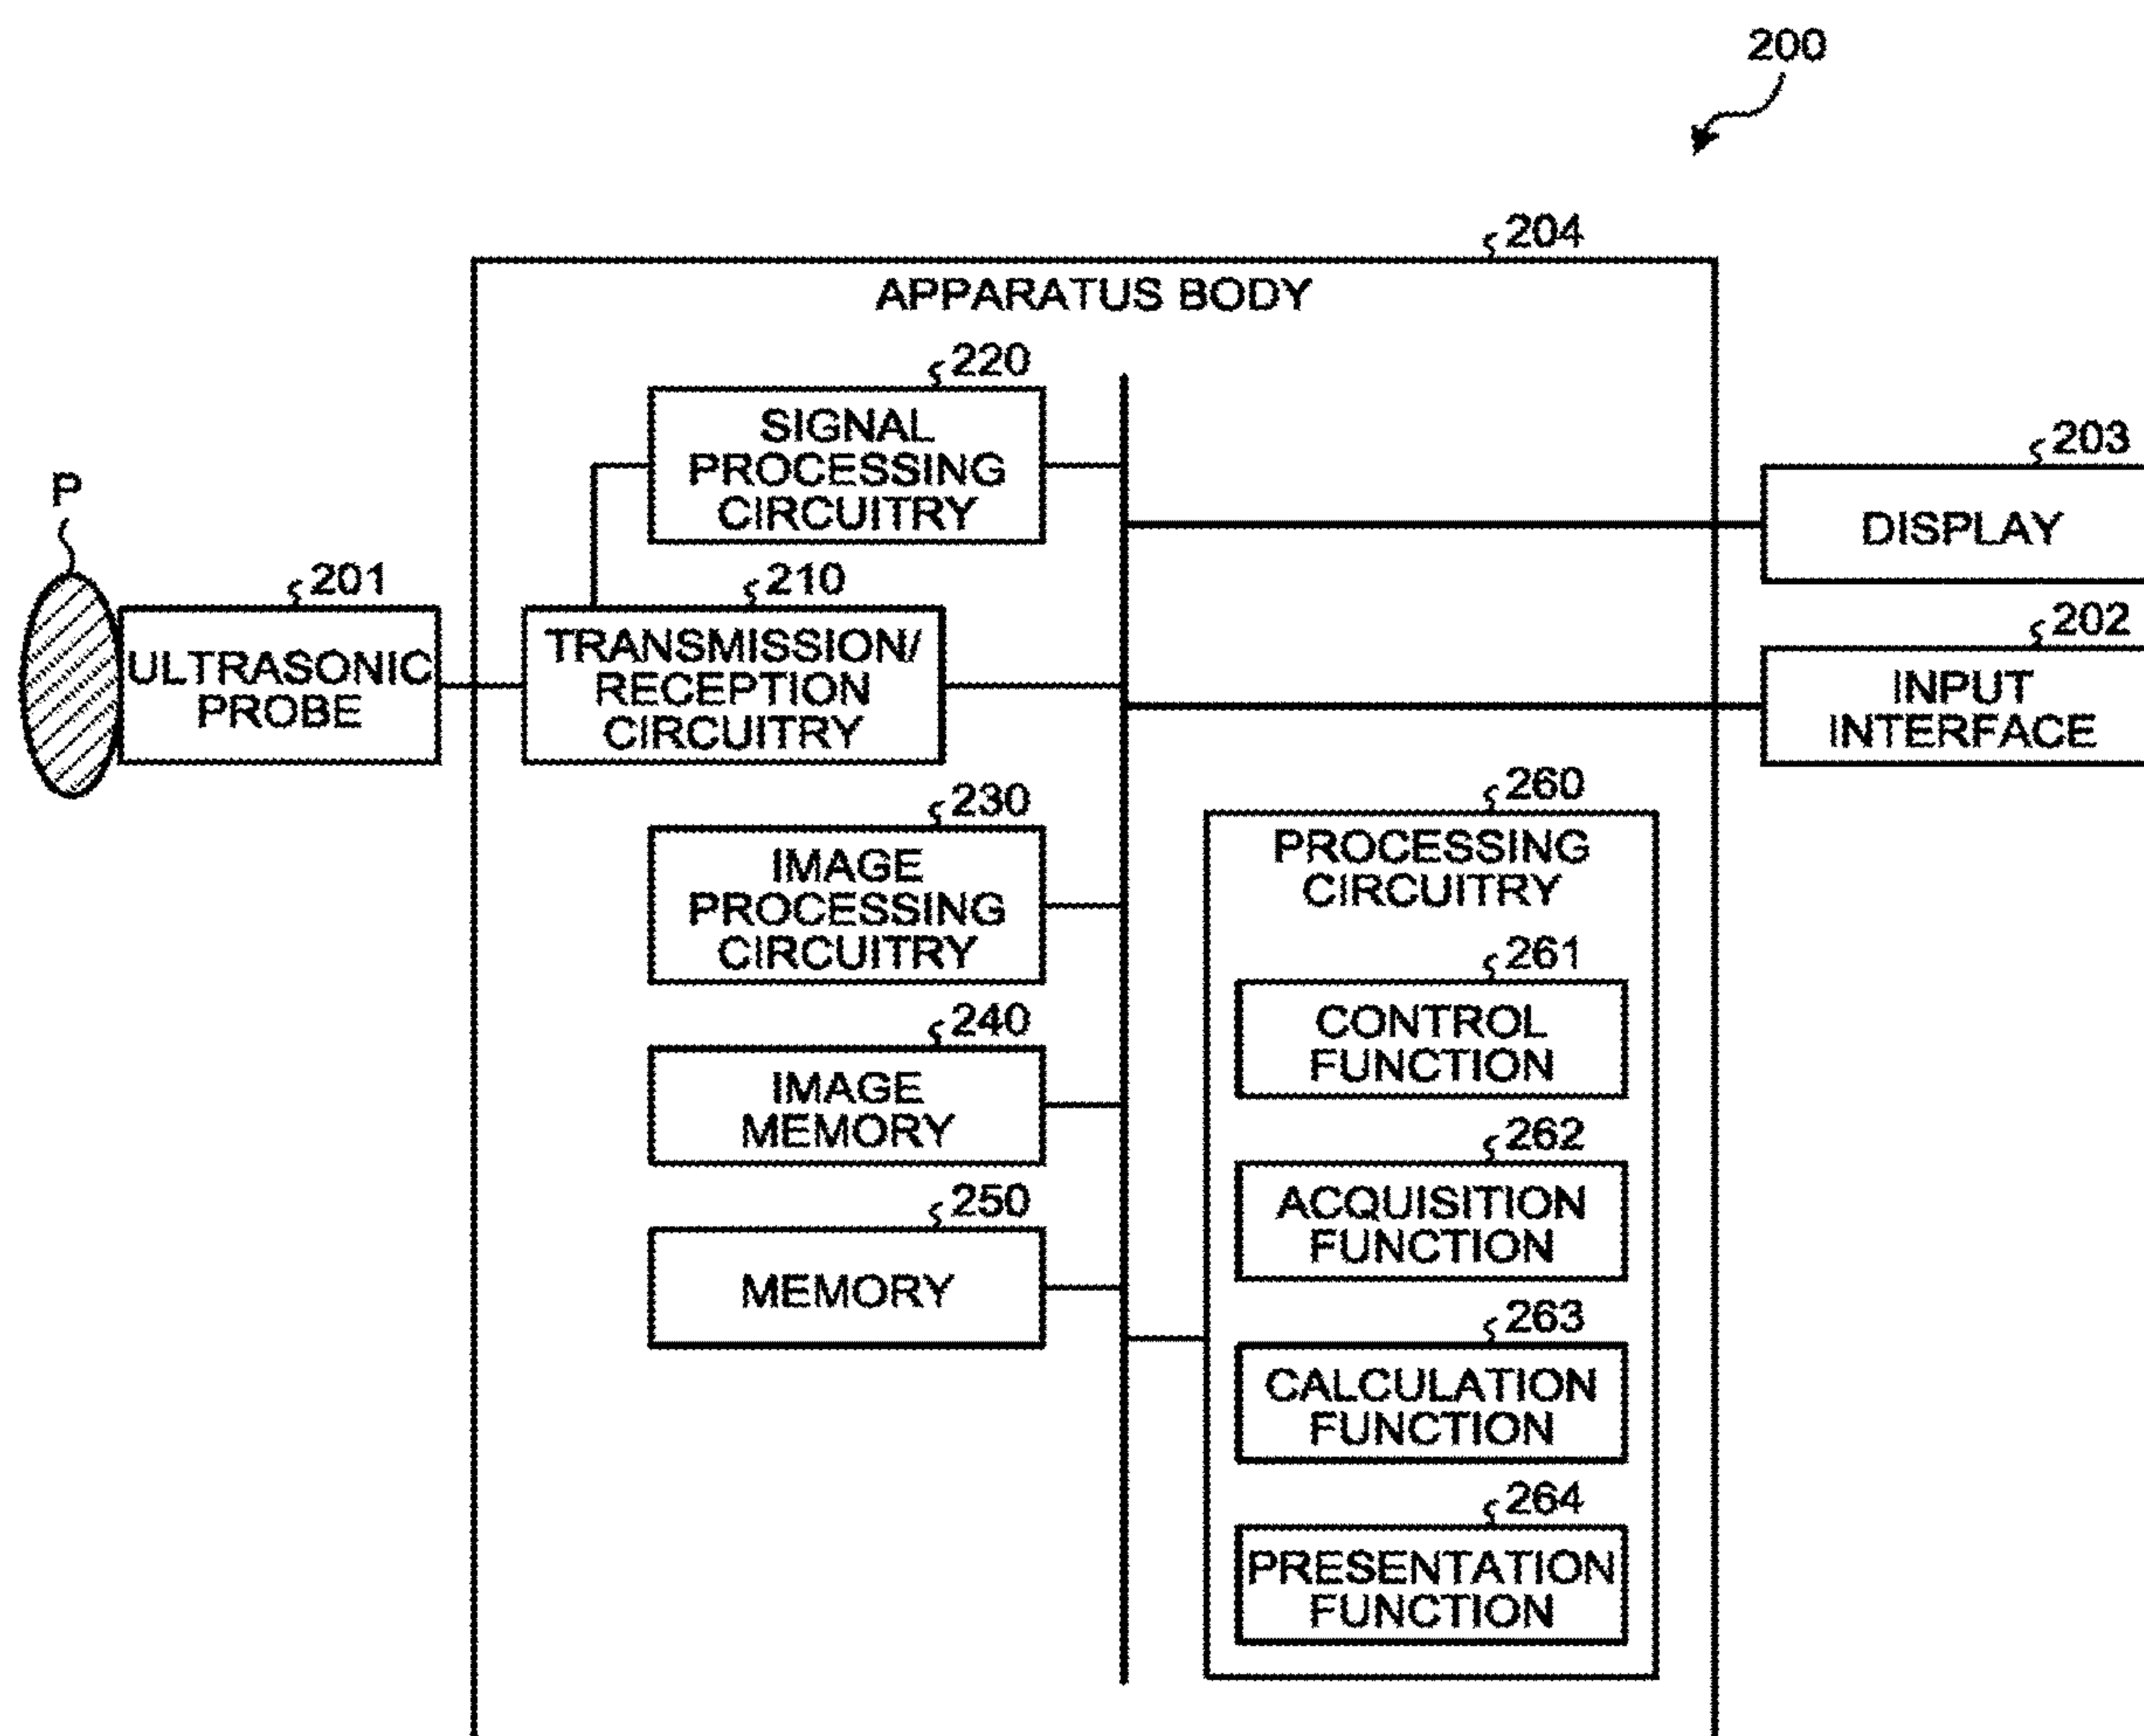 200
204
APPARATUS BODY
220
SIGNAL
PROCESSING
CIRCUITRY
203
DISPLAY
P
201
ULTRASONIC
PROBE
210
TRANSMISSION/
RECEPTION
CIRCUITRY
202
INPUT
INTERFACE
230
IMAGE
PROCESSING
CIRCUITRY
240
IMAGE
MEMORY
250
MEMORY
260
PROCESSING
CIRCUITRY
261
CONTROL
FUNCTION
262
ACQUISITION
FUNCTION
263
CALCULATION
FUNCTION
264
PRESENTATION
FUNCTION